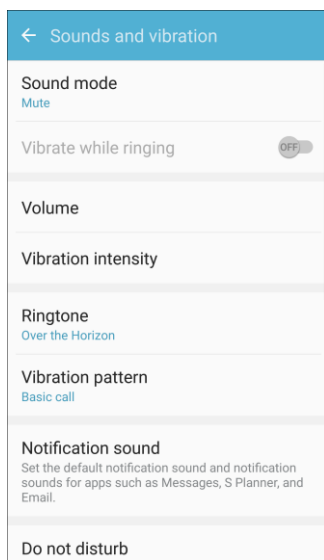 Sounds and vibration
Sound mode
Mute
Vibrate while ringing
OFF
Volume
Vibration intensity
Ringtone
Over the Horizon
Vibration pattern
Basic call
Notification sound
Set the default notification sound and notification
sounds for apps such as Messages, S Planner, and
Email.
Do not disturb